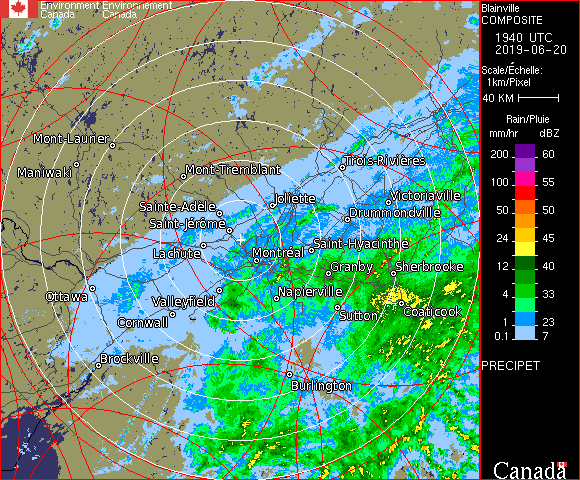 Environment Environnement
Canada Canada
Mont-Laurier
Maniwaki
Mont-Tremblant
Trois-Rivières
Sainte-Adele
Joliette
Victoriaville
Saint-Jérôme
Drummondville
Lachute
Montréal
Saint-Hyacinthe
Granby
Sherbrooke
Ottawa
Valleyfield
Napierville
Cornwall
Sutton
Coaticook
Brockville
Burlington
Blainville
COMPOSITE
1940 UTC
2019-06-20
Scale/Échelle:
1km/Pixel
40 KM
Rain/Pluie
mm/hr dBZ
200 60
100 55
50 50
24 45
12 40
4 33
1 23
0.1 7
PRECIPET
Canada